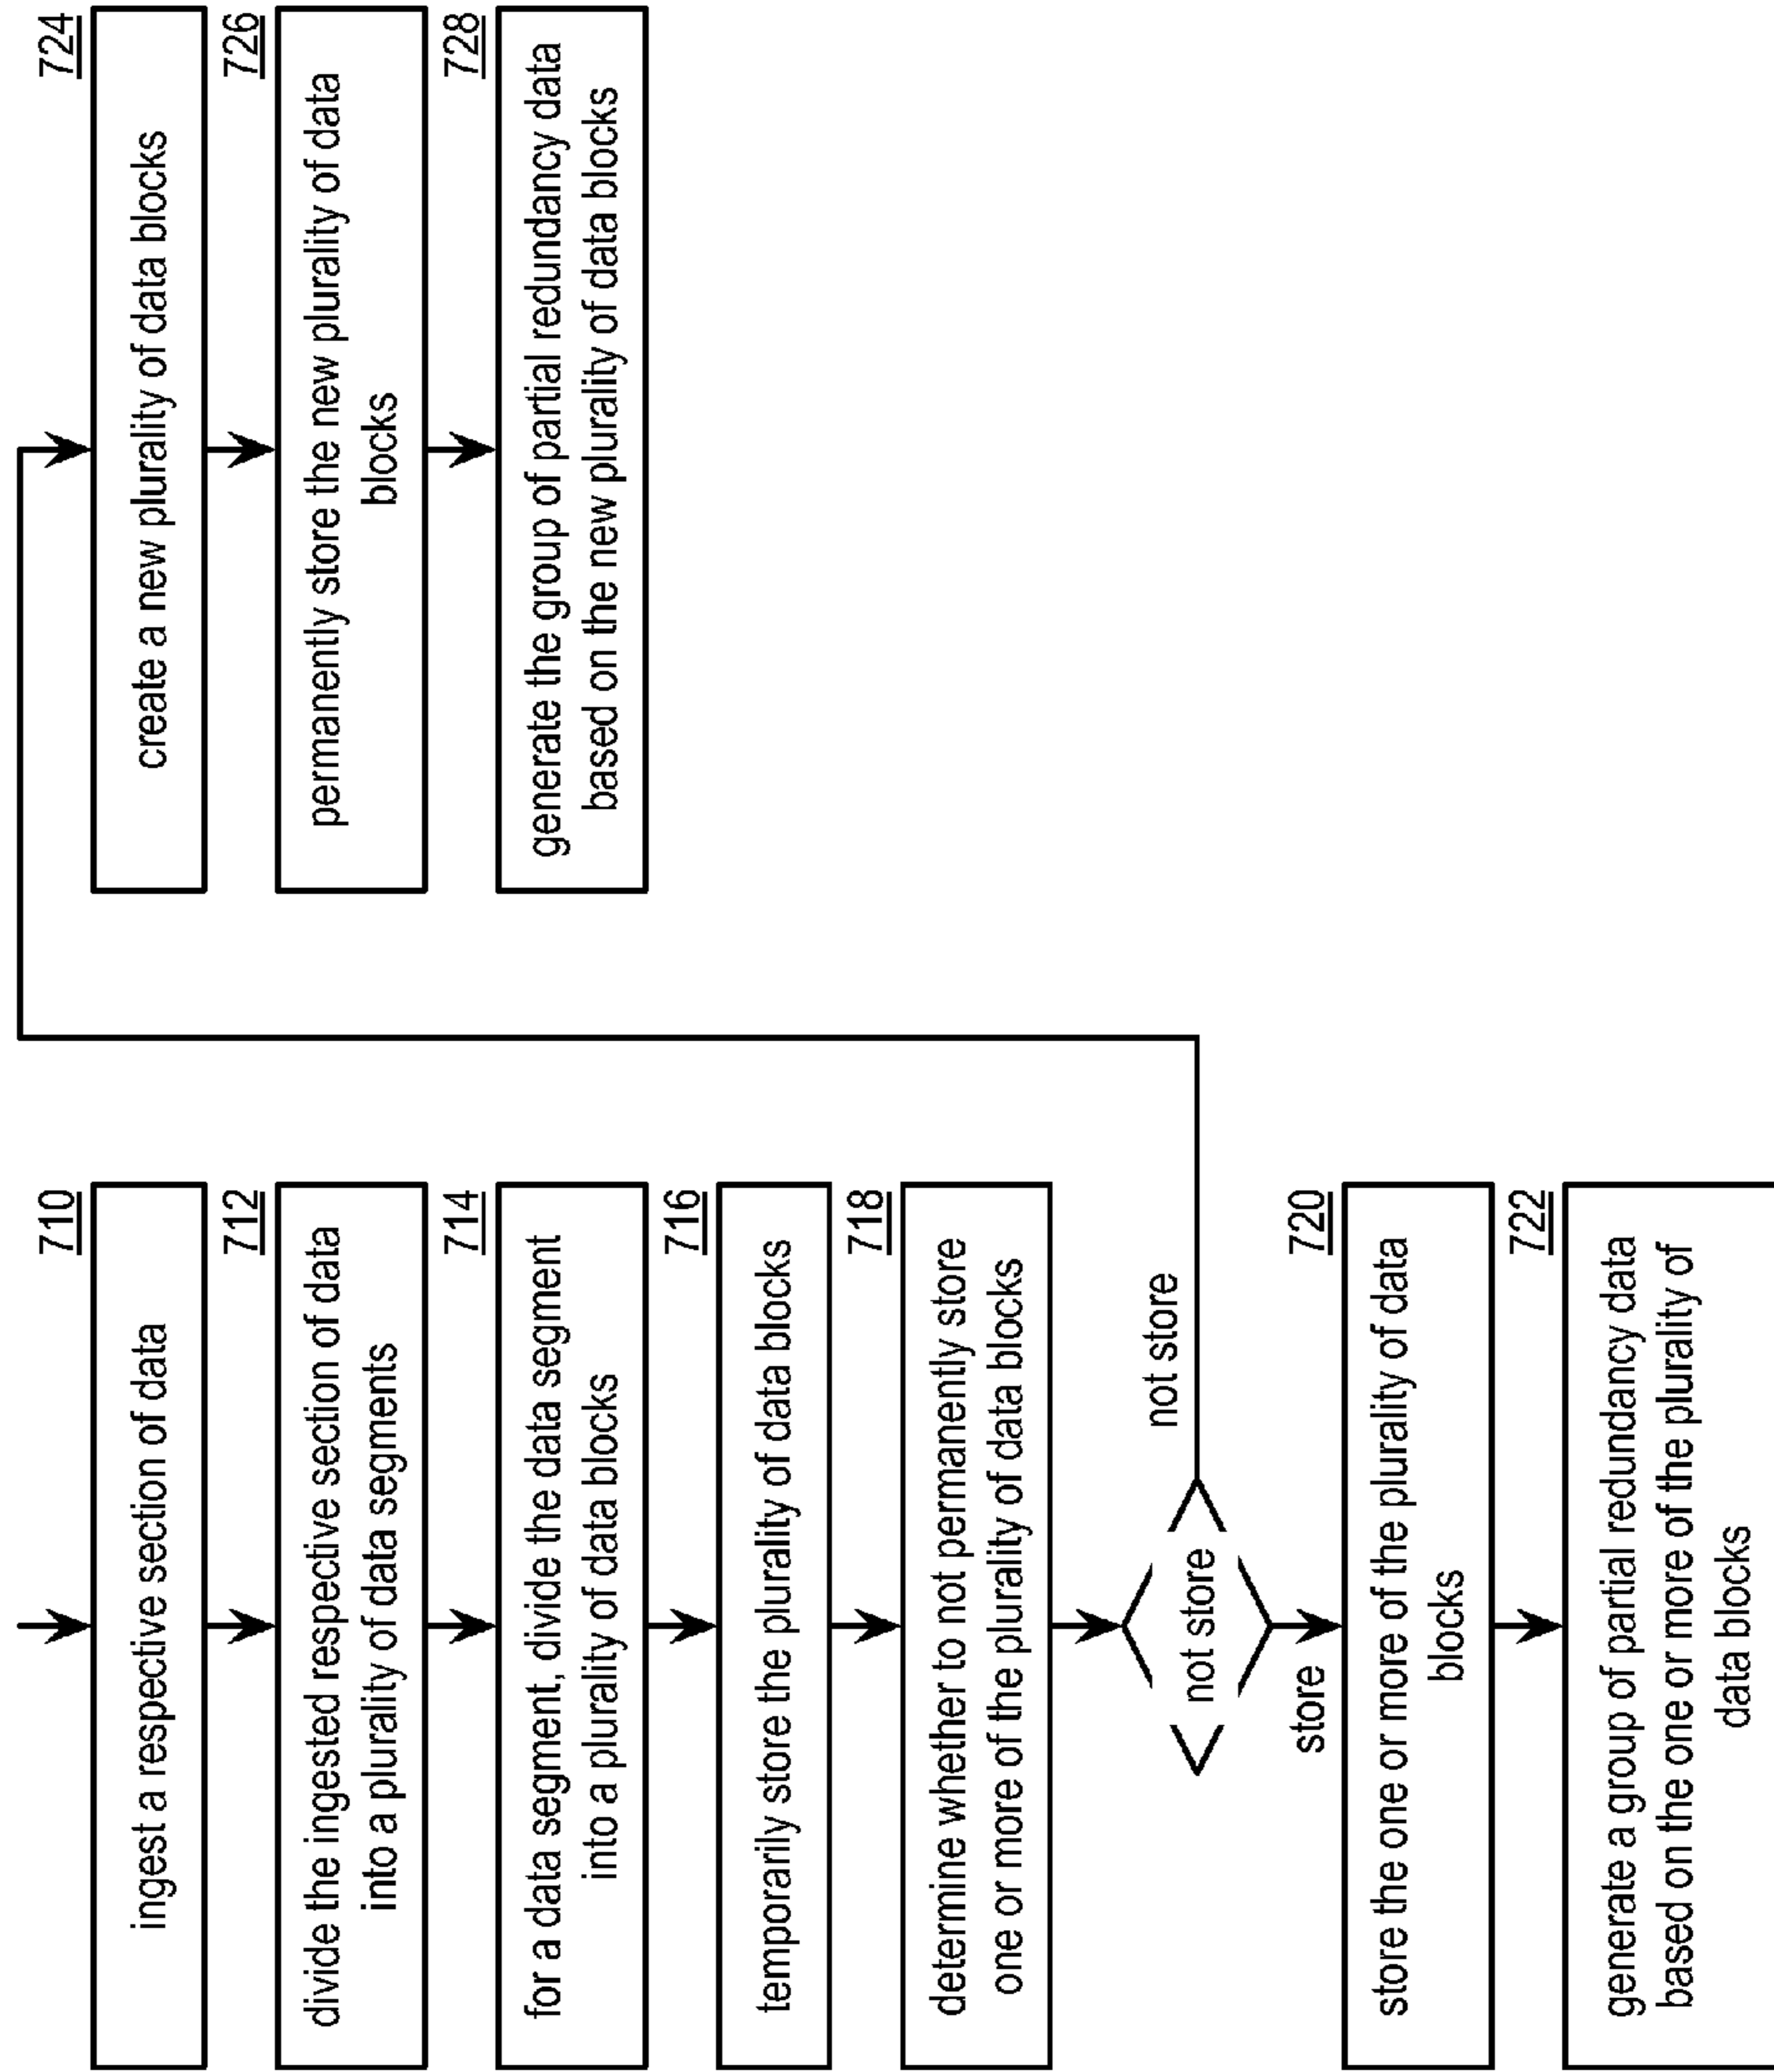 710
ingest a respective section of data
712
divide the ingested respective section of data
into a plurality of data segments
714
for a data segment, divide the data segment
into a plurality of data blocks
716
temporarily store the plurality of data blocks
718
determine whether to not permanently store
one or more of the plurality of data blocks
not store
not store
store
720
store the one or more of the plurality of data
blocks
722
generate a group of partial redundancy data
based on the one or more of the plurality of
data blocks
724
create a new plurality of data blocks
726
permanently store the new plurality of data
blocks
728
generate the group of partial redundancy data
based on the new plurality of data blocks